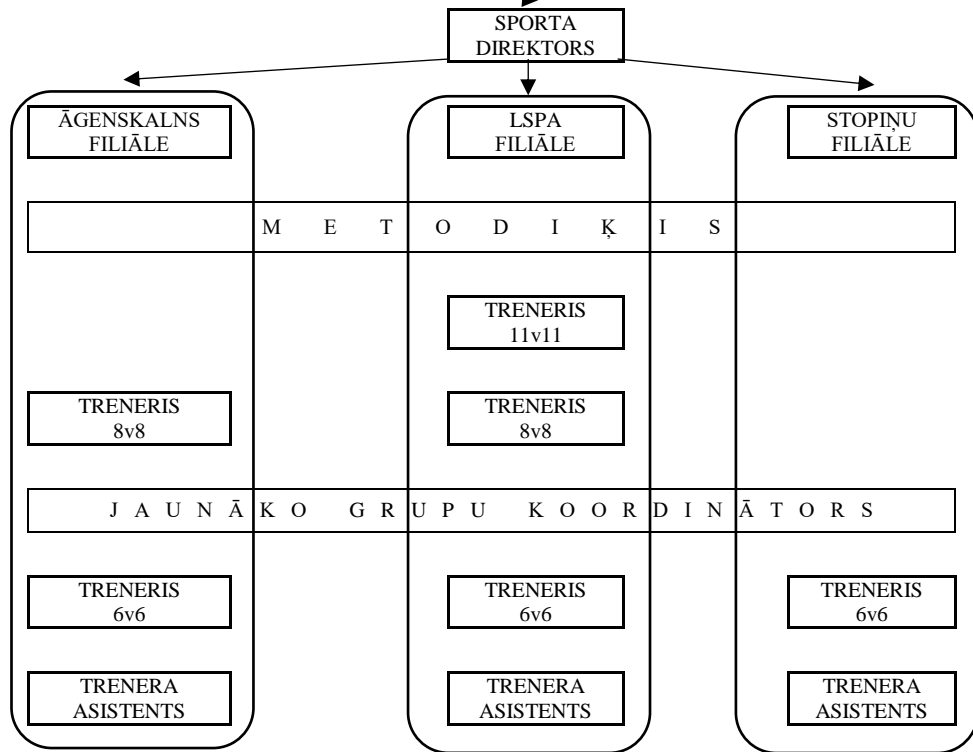 SPORTA
DIREKTORS
ĀGENSKALNS
FILIĀLE
LSPA
FILIĀLE
STOPIŅU
FILIĀLE
M E T O D I Ķ I S
TRENERIS
11v11
TRENERIS
8v8
TRENERIS
8v8
J A U N Ā K O G R U P U K O O R D I N Ā T O R S
TRENERIS
6v6
TRENERIS
6v6
TRENERIS
6v6
TRENERA
ASISTENTS
TRENERA
ASISTENTS
TRENERA
ASISTENTS